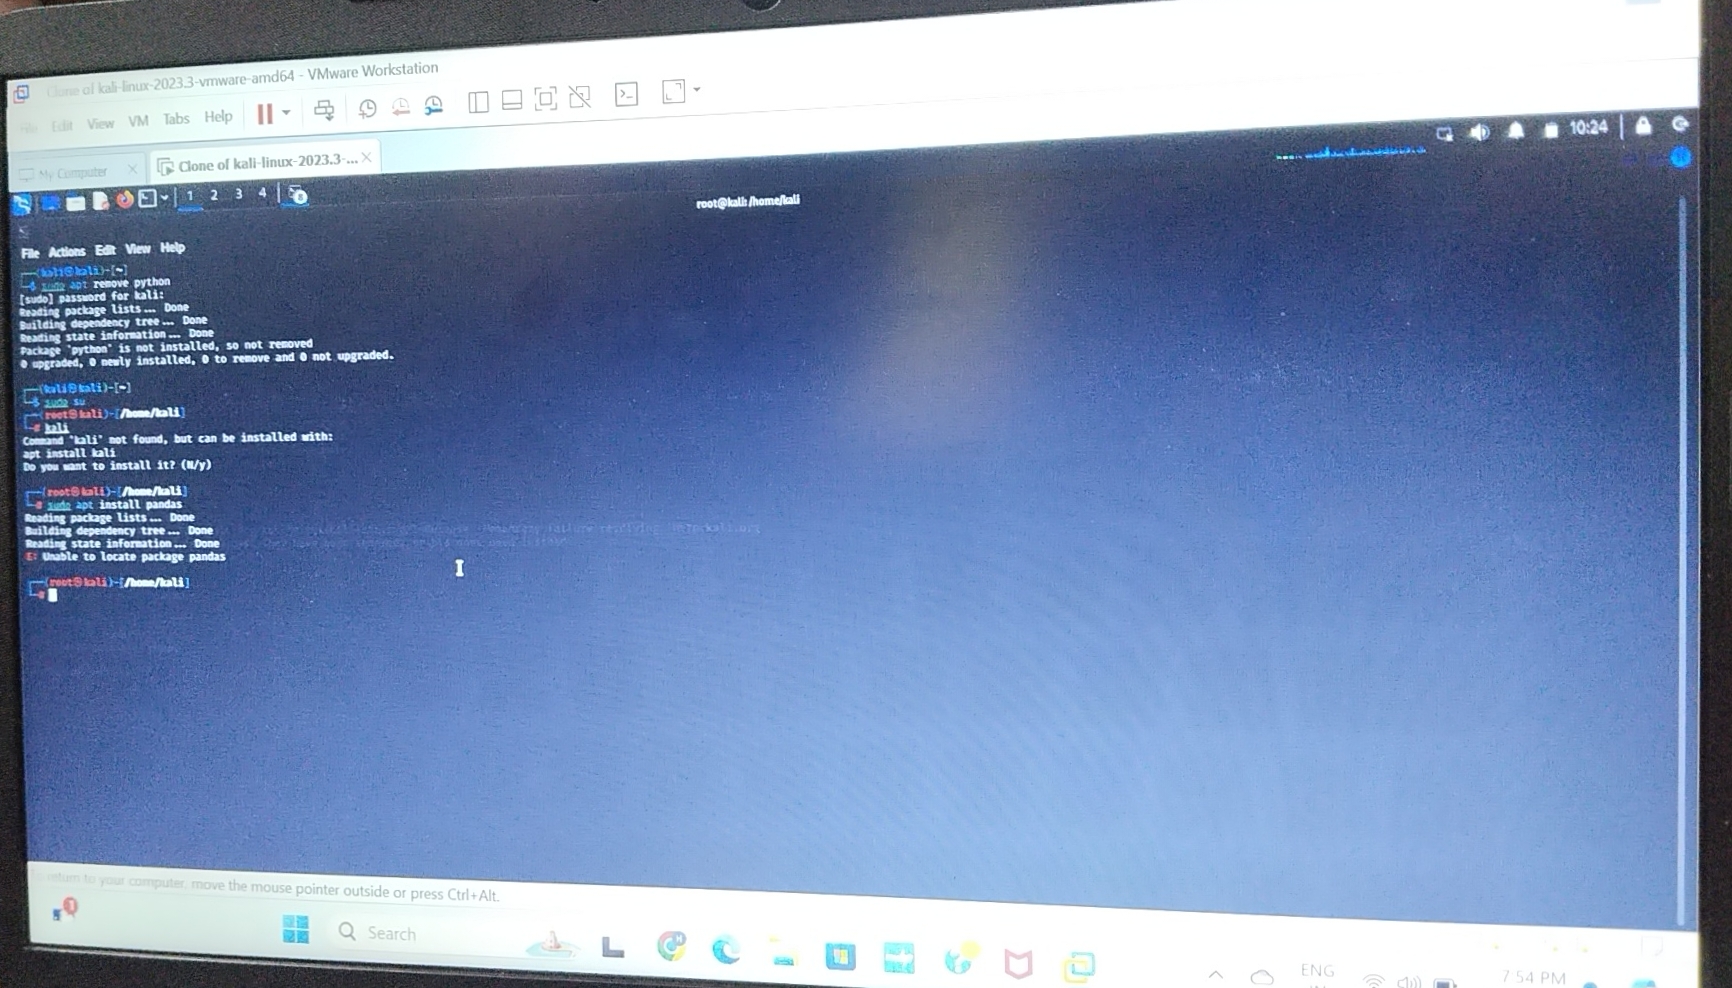 Clone of kali-linux-2023.3-vmware-amd64 - VMware Workstation
File Edit View VM Tabs Help
My Computer
Clone of kali-linux-2023.3-...
1 2 3 4
10:24
root@kali: /home/kali
File Actions Edit View Help
(kali㉿kali)-[~]
$ sudo apt remove python
[sudo] password for kali:
Reading package lists... Done
Building dependency tree... Done
Reading state information... Done
Package 'python' is not installed, so not removed
0 upgraded, 0 newly installed, 0 to remove and 0 not upgraded.
(kali㉿kali)-[~]
$ sudo su
(root㉿kali)-[/home/kali]
# kali
Command 'kali' not found, but can be installed with:
apt install kali
Do you want to install it? (N/y)
(root㉿kali)-[/home/kali]
# sudo apt install pandas
Reading package lists... Done
Building dependency tree... Done
Reading state information... Done
E: Unable to locate package pandas
(root㉿kali)-[/home/kali]
#
To return to your computer, move the mouse pointer outside or press Ctrl+Alt.
1
Search
ENG
7:54 PM